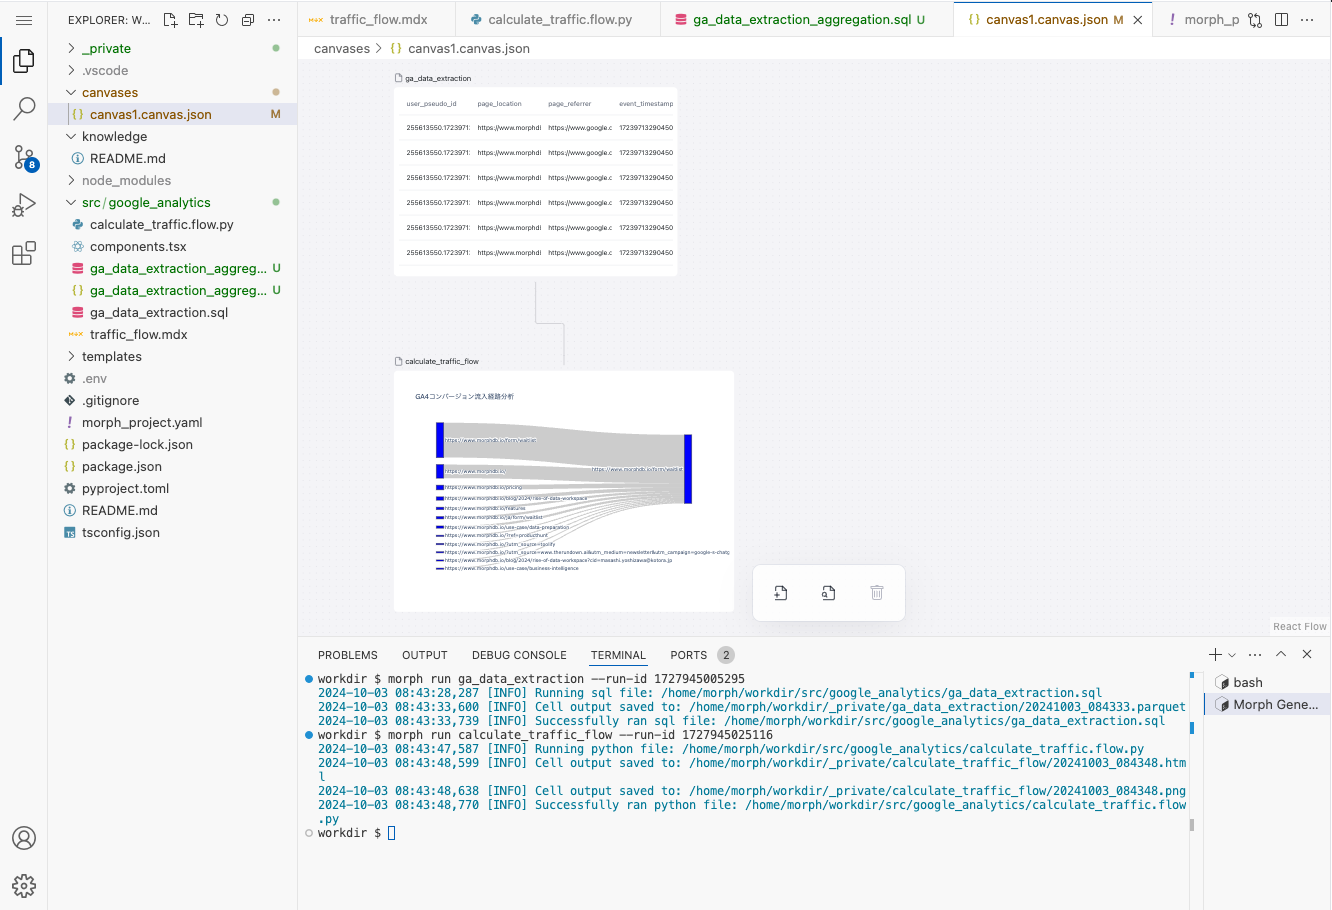 EXPLORER: W...
_private
.vscode
canvases
canvas1.canvas.json M
knowledge
README.md
node_modules
src/google_analytics
calculate_traffic.flow.py
components.tsx
ga_data_extraction_aggreg... U
ga_data_extraction_aggreg... U
ga_data_extraction.sql
traffic_flow.mdx
templates
.env
.gitignore
morph_project.yaml
package-lock.json
package.json
pyproject.toml
README.md
tsconfig.json
8
traffic_flow.mdx
calculate_traffic.flow.py
ga_data_extraction_aggregation.sql U
canvas1.canvas.json M
morph_p
canvases > canvas1.canvas.json
ga_data_extraction
user_pseudo_id page_location page_referrer event_timestamp
255613550.1723971: https://www.morphdl https://www.google.c 17239713290450
255613550.1723971: https://www.morphdl https://www.google.c 17239713290450
255613550.1723971: https://www.morphdl https://www.google.c 17239713290450
255613550.1723971: https://www.morphdl https://www.google.c 17239713290450
255613550.1723971: https://www.morphdl https://www.google.c 17239713290450
255613550.1723971: https://www.morphdl https://www.google.c 17239713290450
calculate_traffic_flow
GA4コンバージョン流入経路分析
https://www.morphdb.io/form/waitlist
https://www.morphdb.io/form/waitlist
https://www.morphdb.io/
https://www.morphdb.io/pricing
https://www.morphdb.io/blog/2024/rise-of-data-workspace
https://www.morphdb.io/features
https://www.morphdb.io/ja/form/waitlist
https://www.morphdb.io/use-case/data-preparation
https://www.morphdb.io/?ref=producthunt
https://www.morphdb.io/?utm_source=toolify
https://www.morphdb.io/?utm_source=www.therundown.ai&utm_medium=newsletter&utm_campaign=google-s-chatg
https://www.morphdb.io/blog/2024/rise-of-data-workspace?cid=masashi.yoshizawa@kotora.jp
https://www.morphdb.io/use-case/business-intelligence
React Flow
PROBLEMS OUTPUT DEBUG CONSOLE TERMINAL PORTS 2
workdir $ morph run ga_data_extraction --run-id 1727945005295
2024-10-03 08:43:28,287 [INFO] Running sql file: /home/morph/workdir/src/google_analytics/ga_data_extraction.sql
2024-10-03 08:43:33,600 [INFO] Cell output saved to: /home/morph/workdir/_private/ga_data_extraction/20241003_084333.parquet
2024-10-03 08:43:33,739 [INFO] Successfully ran sql file: /home/morph/workdir/src/google_analytics/ga_data_extraction.sql
workdir $ morph run calculate_traffic_flow --run-id 1727945025116
2024-10-03 08:43:47,587 [INFO] Running python file: /home/morph/workdir/src/google_analytics/calculate_traffic.flow.py
2024-10-03 08:43:48,599 [INFO] Cell output saved to: /home/morph/workdir/_private/calculate_traffic_flow/20241003_084348.htm
l
2024-10-03 08:43:48,638 [INFO] Cell output saved to: /home/morph/workdir/_private/calculate_traffic_flow/20241003_084348.png
2024-10-03 08:43:48,770 [INFO] Successfully ran python file: /home/morph/workdir/src/google_analytics/calculate_traffic.flow
.py
workdir $
bash
Morph Gene...